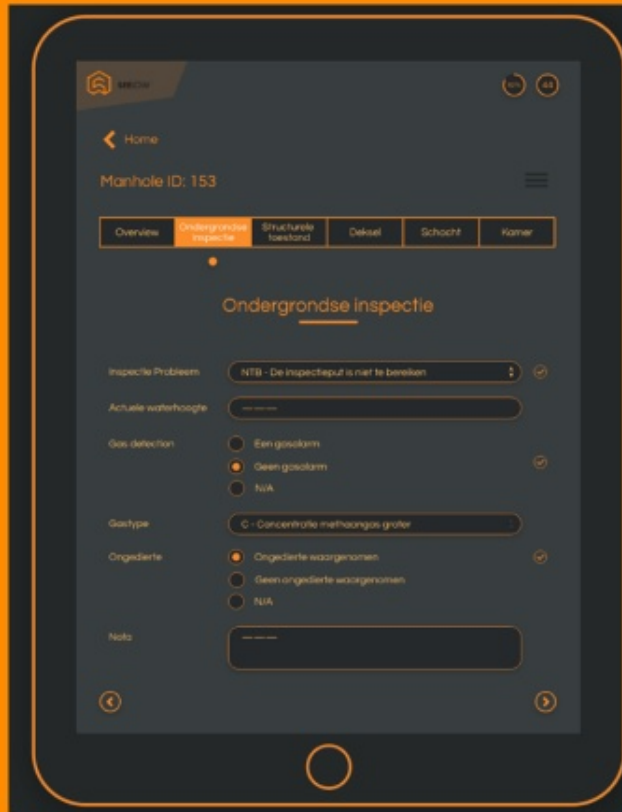 Home
Manhole ID: 153
Overview
Ondergrondse
inspectie
Structurele
toestand
Deksel
Schacht
Kamer
Ondergrondse inspectie
Inspectie Probleem
NTB - De inspectieput is niet te bereiken
Actuele waterhoogte
Gas detection
Een gasalarm
Geen gasalarm
N/A
Gastype
C - Concentratie methaangas groter
Ongedierte
Ongedierte waargenomen
Geen ongedierte waargenomen
N/A
Nota